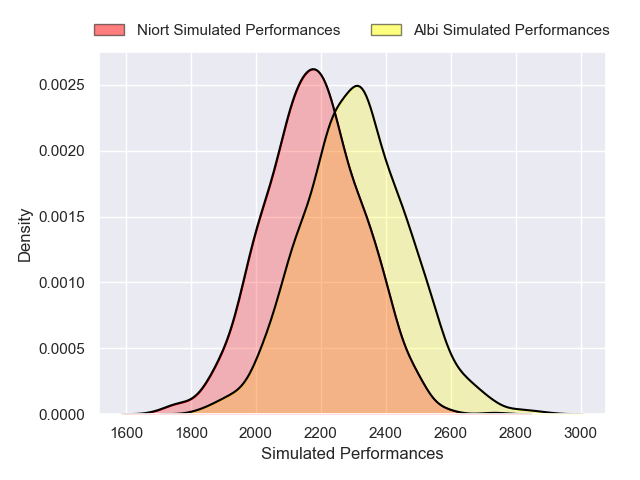 Niort Simulated Performances
Albi Simulated Performances
0.0025
0.0020
0.0015
0.0010
0.0005
0.0000
Density
1600 1800 2000 2200 2400 2600 2800 3000
Simulated Performances